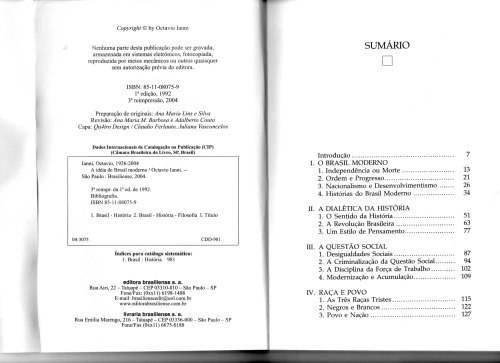 Copyright © by Octavio Ianni
Nenhuma parte desta publicação pode ser gravada,
armazenada em sistemas eletrônicos, fotocopiada,
reproduzida por meios mecânicos ou outros quaisquer
sem autorização prévia do editora.
ISBN: 85-11-08075-9
1ª edição, 1992
3ª reimpressão, 2004
Preparação de originais: Ana Maria Lins e Silva
Revisão: Ana Maria M. Barbosa e Adalberto Couto
Capa: Qu4tro Design / Cláudio Ferlauto, Juliana Vasconcelos
Dados Internacionais de Catalogação na Publicação (CIP)
(Câmara Brasileira do Livro, SP, Brasil)
Ianni, Octavio, 1926-2004
A idéia de Brasil moderno / Octavio Ianni. --
São Paulo : Brasiliense, 2004.
3ª reimpr. da 1ª ed. de 1992.
Bibliografia.
ISBN 85-11-08075-9
1. Brasil - História 2. Brasil - História - Filosofia I. Título
04-3075 CDD-981
Índices para catálogo sistemático:
1. Brasil : História 981
editora brasiliense s. a.
Rua Airi, 22 – Tatuapé – CEP 03310-010 – São Paulo – SP
Fone/Fax: (0xx11) 6198-1488
E-mail: brasilienseedit@uol.com.br
www.editorabrasiliense.com.br
livraria brasiliense s. a.
Rua Emília Marengo, 216 – Tatuapé – CEP 03336-000 – São Paulo – SP
Fone/Fax (0xx11) 6675-0188
SUMÁRIO
Introdução 7
I. O BRASIL MODERNO
1. Independência ou Morte 13
2. Ordem e Progresso 21
3. Nacionalismo e Desenvolvimentismo 26
4. Histórias do Brasil Moderno 34
II. A DIALÉTICA DA HISTÓRIA
1. O Sentido da História 51
2. A Revolução Brasileira 63
3. Um Estilo de Pensamento 77
III. A QUESTÃO SOCIAL
1. Desigualdades Sociais 87
2. A Criminalização da Questão Social 94
3. A Disciplina da Força de Trabalho 102
4. Modernização e Acumulação 109
IV. RAÇA E POVO
1. As Três Raças Tristes 115
2. Negros e Brancos 122
3. Povo e Nação 127